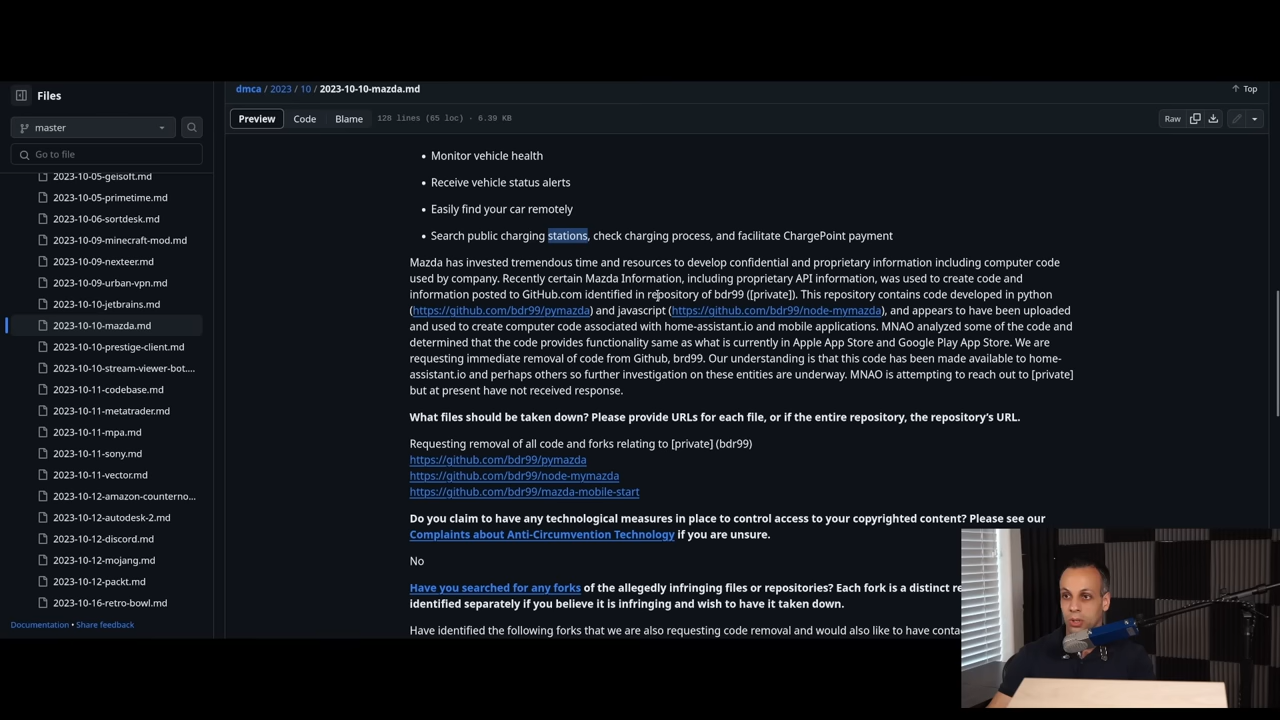 Files
dmca / 2023 / 10 / 2023-10-10-mazda.md
Top
master
Preview
Code
Blame
128 lines (65 loc) · 6.39 KB
Raw
Go to file
2023-10-05-geisoft.md
2023-10-05-primetime.md
2023-10-06-sortdesk.md
2023-10-09-minecraft-mod.md
2023-10-09-nexteer.md
2023-10-09-urban-vpn.md
2023-10-10-jetbrains.md
2023-10-10-mazda.md
2023-10-10-prestige-client.md
2023-10-10-stream-viewer-bot....
2023-10-11-codebase.md
2023-10-11-metatrader.md
2023-10-11-mpa.md
2023-10-11-sony.md
2023-10-11-vector.md
2023-10-12-amazon-counterno...
2023-10-12-autodesk-2.md
2023-10-12-discord.md
2023-10-12-mojang.md
2023-10-12-packt.md
2023-10-16-retro-bowl.md
Documentation • Share feedback
• Monitor vehicle health
• Receive vehicle status alerts
• Easily find your car remotely
• Search public charging stations, check charging process, and facilitate ChargePoint payment
Mazda has invested tremendous time and resources to develop confidential and proprietary information including computer code
used by company. Recently certain Mazda Information, including proprietary API information, was used to create code and
information posted to GitHub.com identified in repository of bdr99 ([private]). This repository contains code developed in python
(https://github.com/bdr99/pymazda) and javascript (https://github.com/bdr99/node-mymazda), and appears to have been uploaded
and used to create computer code associated with home-assistant.io and mobile applications. MNAO analyzed some of the code and
determined that the code provides functionality same as what is currently in Apple App Store and Google Play App Store. We are
requesting immediate removal of code from Github, brd99. Our understanding is that this code has been made available to home-
assistant.io and perhaps others so further investigation on these entities are underway. MNAO is attempting to reach out to [private]
but at present have not received response.
What files should be taken down? Please provide URLs for each file, or if the entire repository, the repository's URL.
Requesting removal of all code and forks relating to [private] (bdr99)
https://github.com/bdr99/pymazda
https://github.com/bdr99/node-mymazda
https://github.com/bdr99/mazda-mobile-start
Do you claim to have any technological measures in place to control access to your copyrighted content? Please see our
Complaints about Anti-Circumvention Technology if you are unsure.
No
Have you searched for any forks of the allegedly infringing files or repositories? Each fork is a distinct
identified separately if you believe it is infringing and wish to have it taken down.
Have identified the following forks that we are also requesting code removal and would also like to have